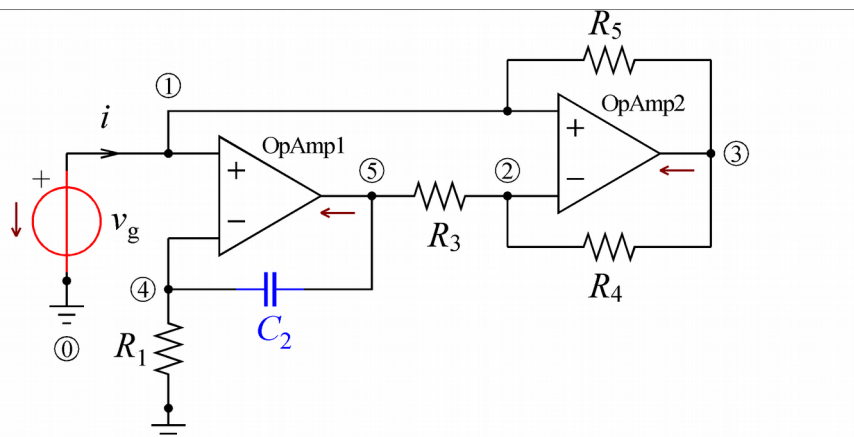 R5
①
i
OpAmp1
OpAmp2
+
+
+
⑤
②
③
−
−
vg
R3
④
R4
C2
R1
⓪